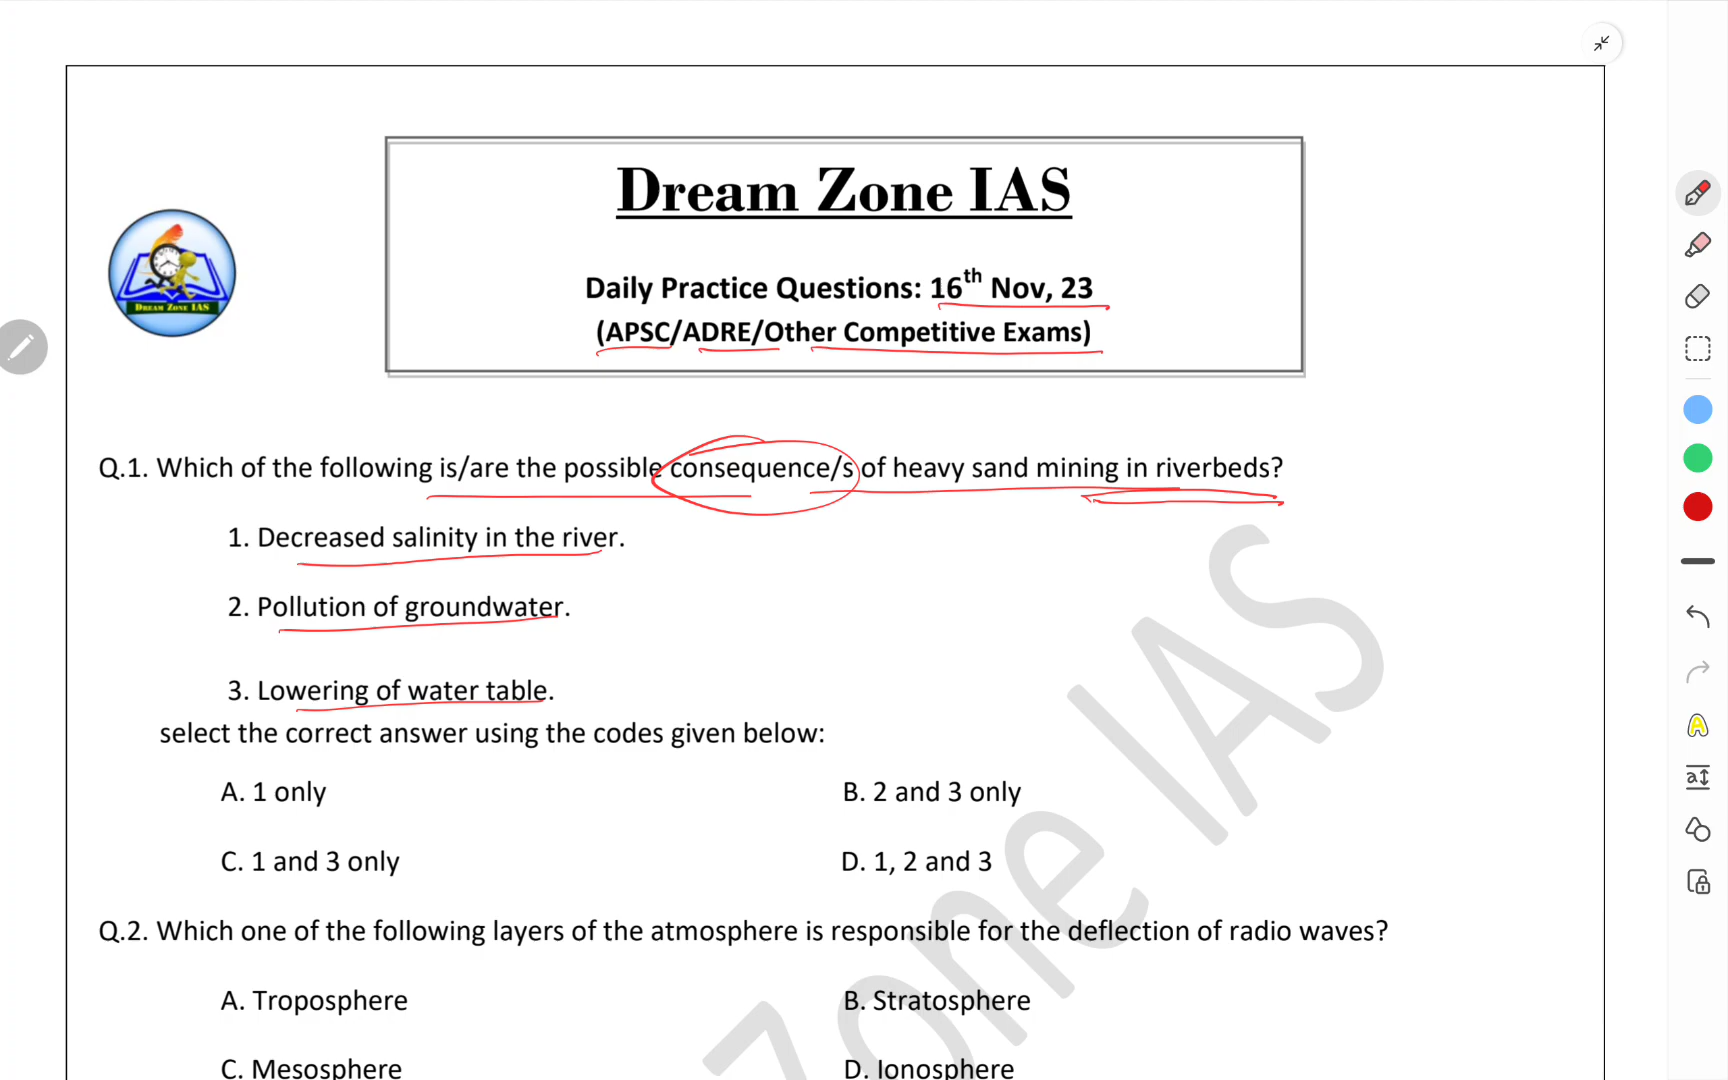 Dream Zone IAS
Daily Practice Questions: 16th Nov, 23
(APSC/ADRE/Other Competitive Exams)
DREAM ZONE IAS
Q.1. Which of the following is/are the possible consequence/s of heavy sand mining in riverbeds?
1. Decreased salinity in the river.
2. Pollution of groundwater.
3. Lowering of water table.
select the correct answer using the codes given below:
A. 1 only
B. 2 and 3 only
C. 1 and 3 only
D. 1, 2 and 3
Q.2. Which one of the following layers of the atmosphere is responsible for the deflection of radio waves?
A. Troposphere
B. Stratosphere
C. Mesosphere
D. Ionosphere
Zone IAS